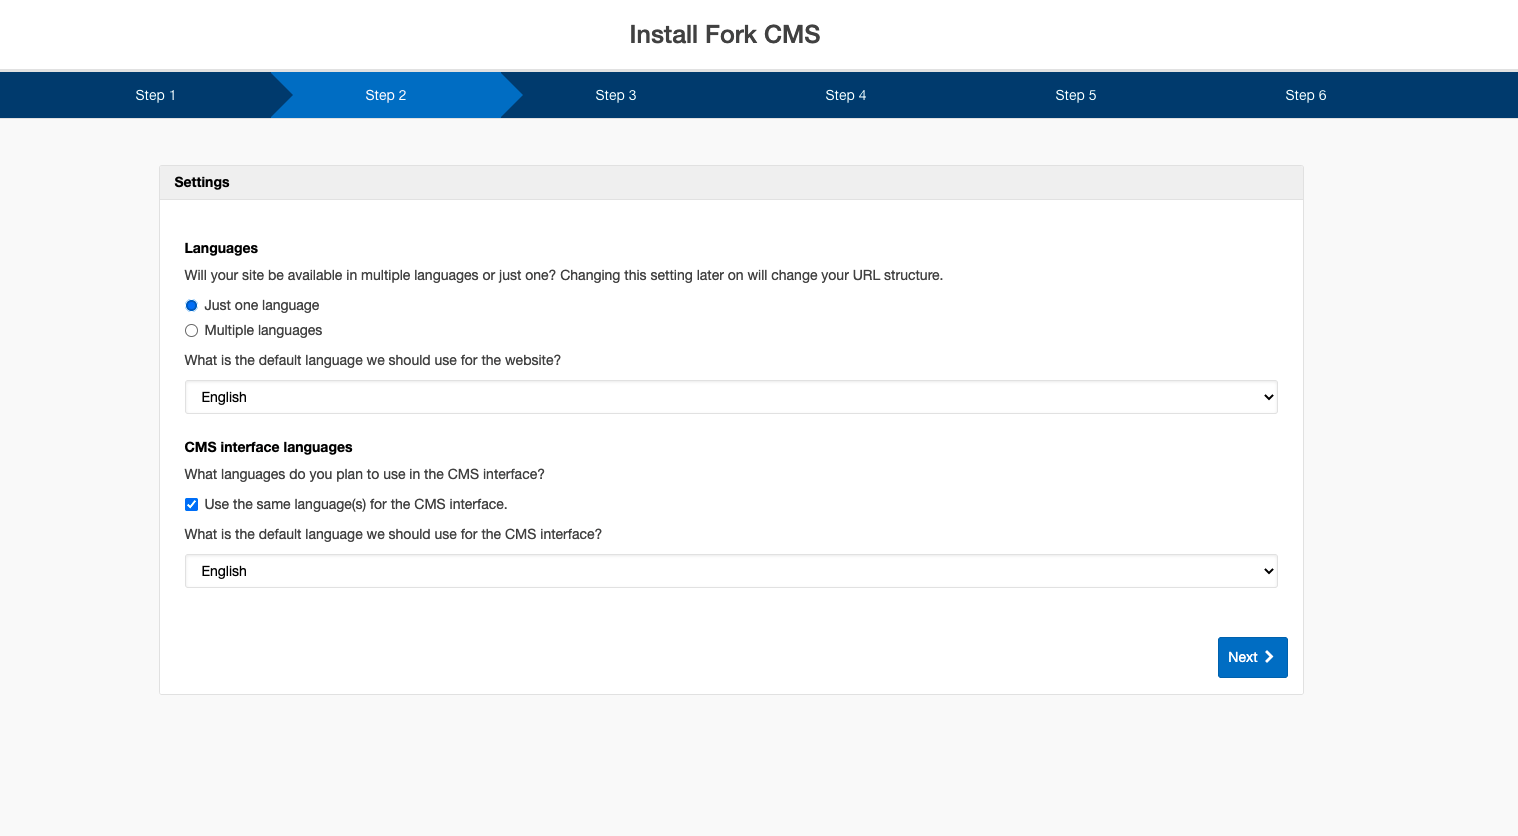 Install Fork CMS
Step 1
Step 2
Step 3
Step 4
Step 5
Step 6
Settings
Languages
Will your site be available in multiple languages or just one? Changing this setting later on will change your URL structure.
Just one language
Multiple languages
What is the default language we should use for the website?
English
CMS interface languages
What languages do you plan to use in the CMS interface?
Use the same language(s) for the CMS interface.
What is the default language we should use for the CMS interface?
English
Next